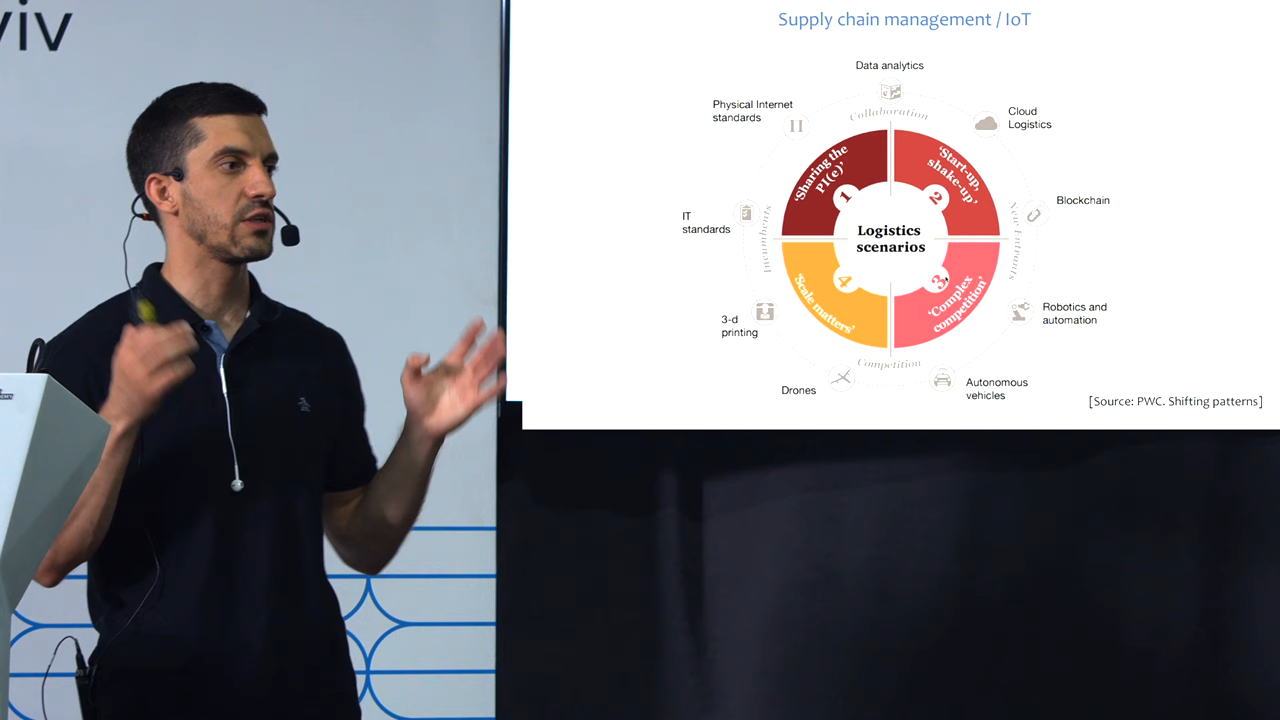 viv
Supply chain management / IoT
Data analytics
Physical Internet
standards
Collaboration
Cloud
Logistics
'Sharing the
PI(e)'
'Start-up,
shake-up'
1
2
Blockchain
IT
standards
Incumbents
New Entrants
Logistics
scenarios
4
3
'Scale matters'
'Complex
competition'
Robotics and
automation
3-d
printing
Competition
Drones
Autonomous
vehicles
[Source: PWC. Shifting patterns]